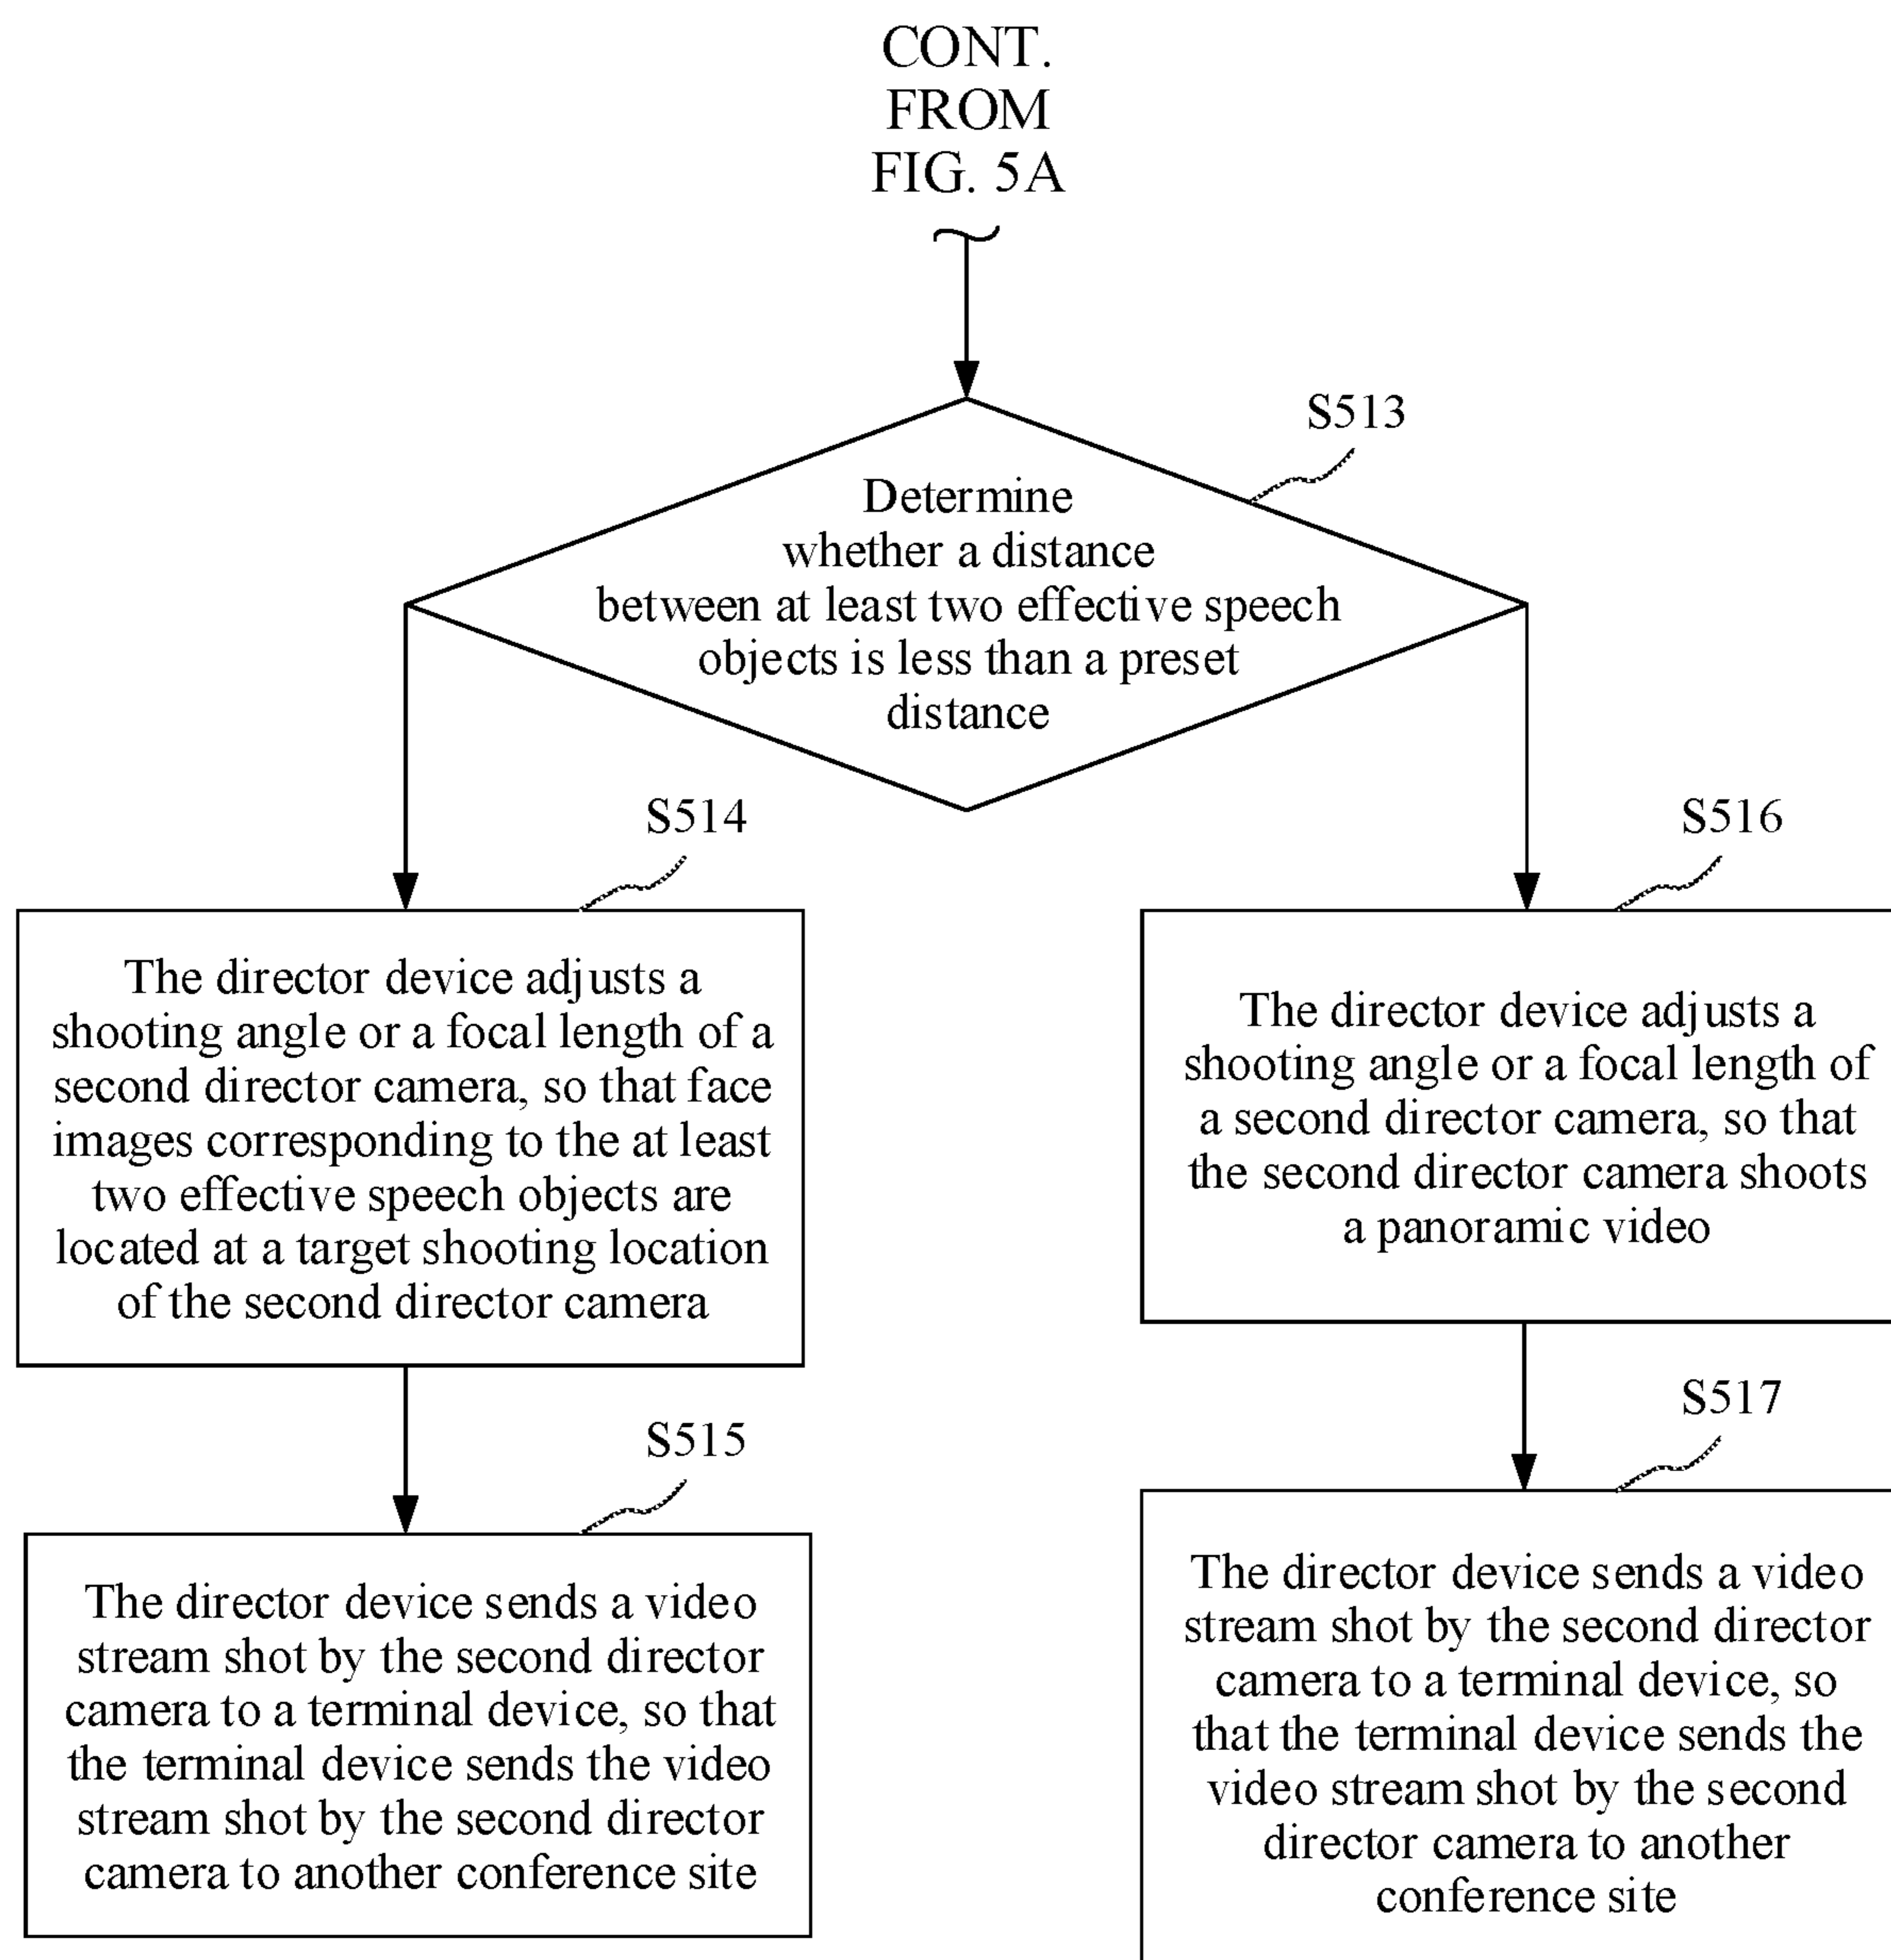 CONT.
FROM
FIG. 5A
S513
Determine
whether a distance
between at least two effective speech
objects is less than a preset
distance
S514
The director device adjusts a
shooting angle or a focal length of a
second director camera, so that face
images corresponding to the at least
two effective speech objects are
located at a target shooting location
of the second director camera
S515
The director device sends a video
stream shot by the second director
camera to a terminal device, so that
the terminal device sends the video
stream shot by the second director
camera to another conference site
S516
The director device adjusts a
shooting angle or a focal length of
a second director camera, so that
the second director camera shoots
a panoramic video
S517
The director device sends a video
stream shot by the second director
camera to a terminal device, so
that the terminal device sends the
video stream shot by the second
director camera to another
conference site